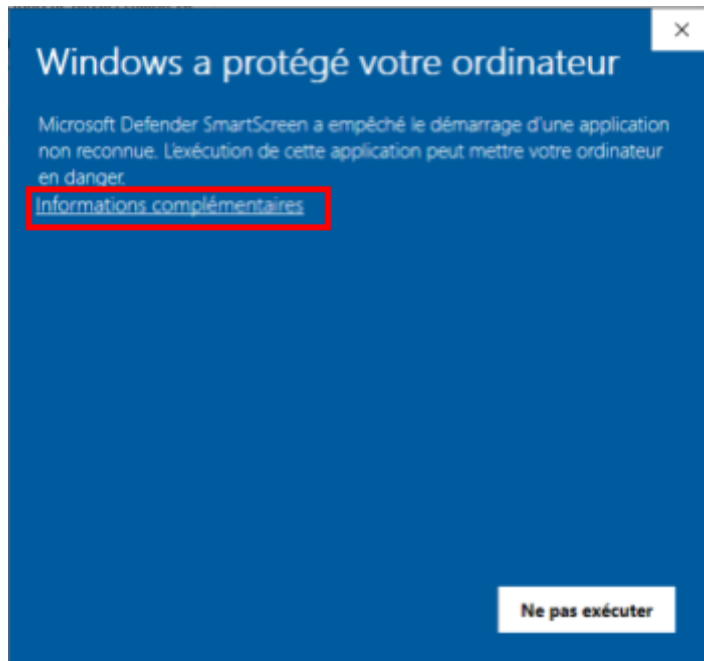 Windows a protégé votre ordinateur
Microsoft Defender SmartScreen a empêché le démarrage d'une application
non reconnue. L'exécution de cette application peut mettre votre ordinateur
en danger.
Informations complémentaires
Ne pas exécuter